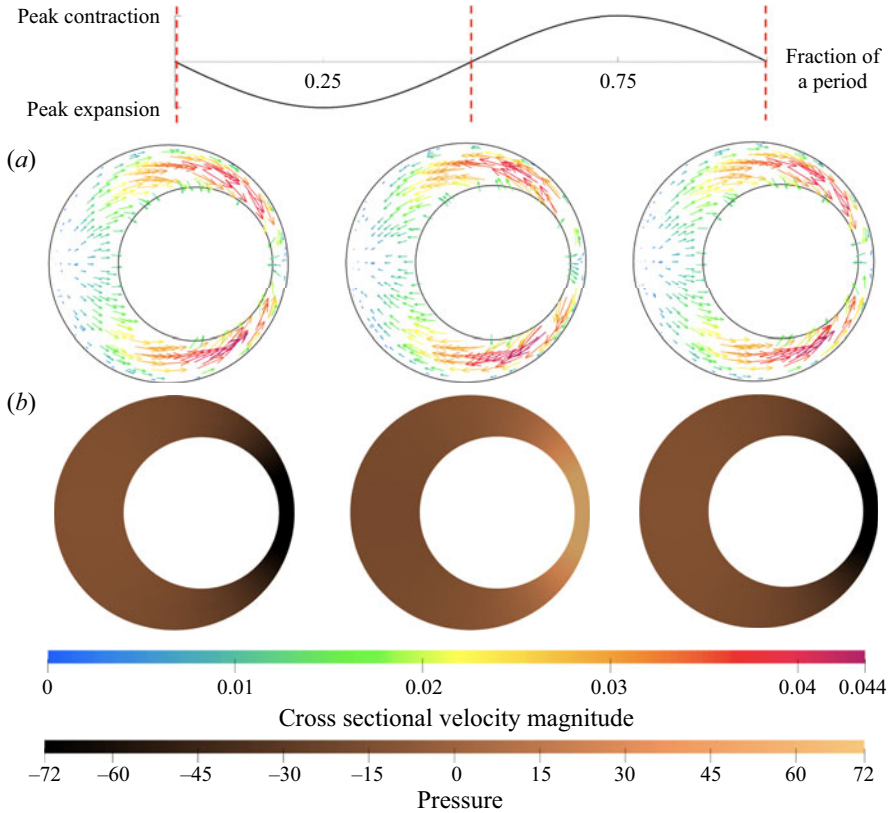 Peak contraction
Peak expansion
0.25
0.75
Fraction of
a period
(a)
(b)
0
0.01
0.02
0.03
0.04
0.044
Cross sectional velocity magnitude
–72
–60
–45
–30
–15
0
15
30
45
60
72
Pressure